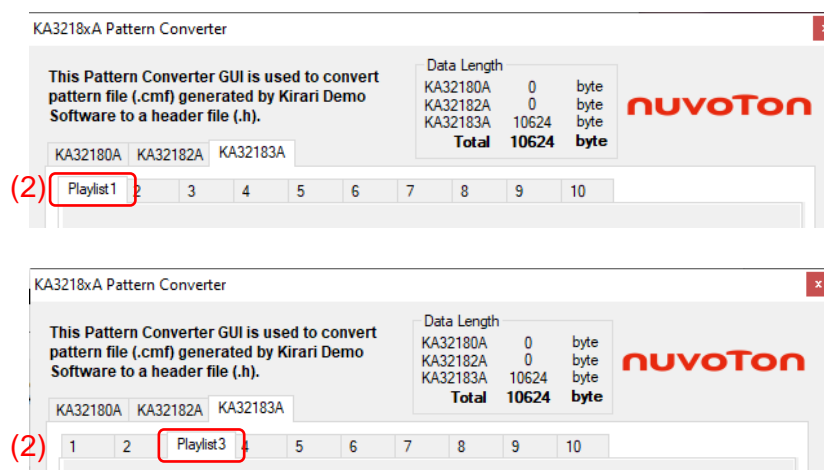 KA3218xA Pattern Converter
x
This Pattern Converter GUI is used to convert
pattern file (.cmf) generated by Kirari Demo
Software to a header file (.h).
Data Length
KA32180A 0 byte
KA32182A 0 byte
KA32183A 10624 byte
Total 10624 byte
nuvoTon
KA32180A KA32182A KA32183A
(2) Playlist1 2 3 4 5 6 7 8 9 10
KA3218xA Pattern Converter
x
This Pattern Converter GUI is used to convert
pattern file (.cmf) generated by Kirari Demo
Software to a header file (.h).
Data Length
KA32180A 0 byte
KA32182A 0 byte
KA32183A 10624 byte
Total 10624 byte
nuvoTon
KA32180A KA32182A KA32183A
(2) 1 2 Playlist3 4 5 6 7 8 9 10